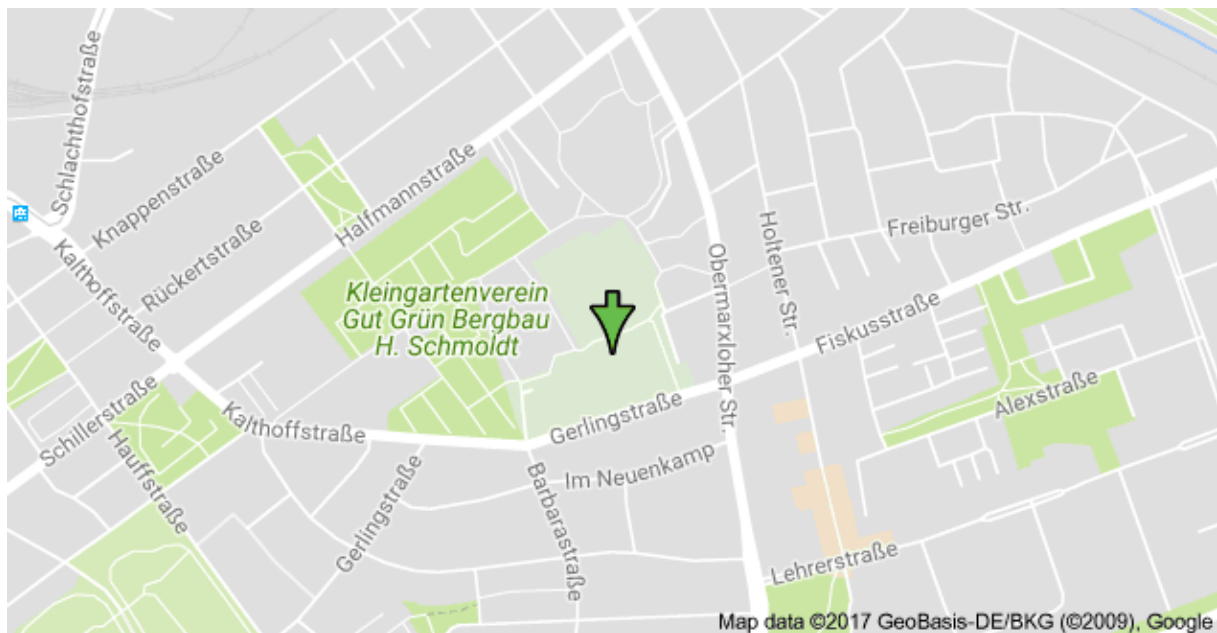 Schlachthofstraße
Knappenstraße
Halfmannstraße
Rückertstraße
Kalthoffstraße
Freiburger Str.
Holtener Str.
Obermarxloher Str.
Fiskusstraße
Kleingartenverein
Gut Grün Bergbau
H. Schmoldt
Schillerstraße
Hauffstraße
Kalthoffstraße
Gerlingstraße
Alexstraße
Im Neuenkamp
Gerlingstraße
Barbarastraße
Lehrerstraße
Map data ©2017 GeoBasis-DE/BKG (©2009), Google